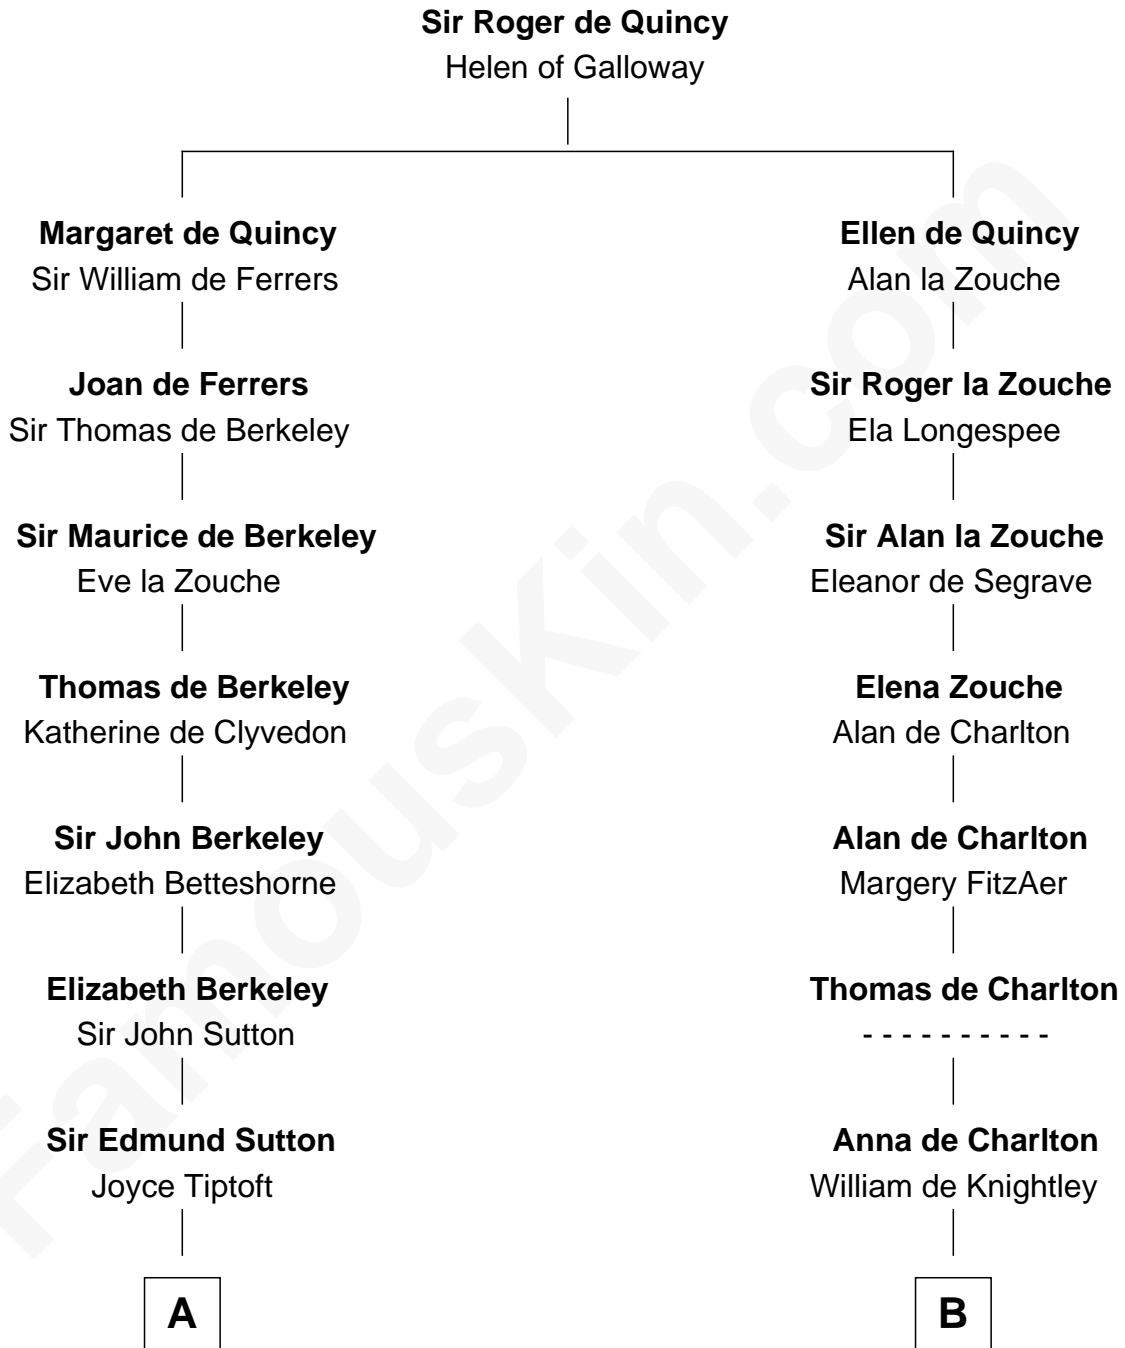 Sir Roger de Quincy
Helen of Galloway
Margaret de Quincy
Sir William de Ferrers
Ellen de Quincy
Alan la Zouche
Joan de Ferrers
Sir Thomas de Berkeley
Sir Roger la Zouche
Ela Longespee
Sir Maurice de Berkeley
Eve la Zouche
Sir Alan la Zouche
Eleanor de Segrave
Thomas de Berkeley
Katherine de Clyvedon
Elena Zouche
Alan de Charlton
Sir John Berkeley
Elizabeth Betteshorne
Alan de Charlton
Margery FitzAer
Elizabeth Berkeley
Sir John Sutton
Thomas de Charlton
- - - - - - - - - -
Sir Edmund Sutton
Joyce Tiptoft
Anna de Charlton
William de Knightley
A
B
FamousKin.com